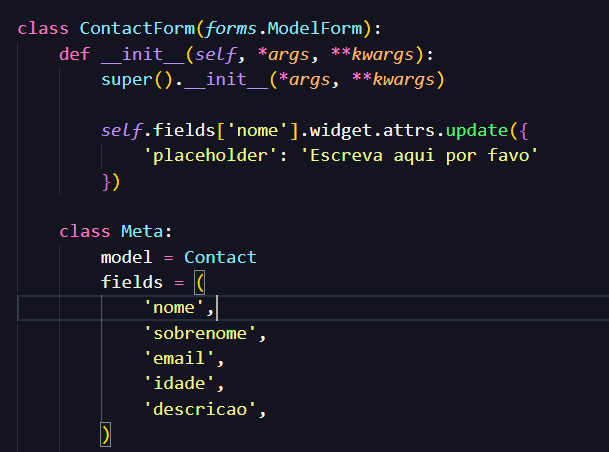 class ContactForm(forms.ModelForm):
    def __init__(self, *args, **kwargs):
        super().__init__(*args, **kwargs)

        self.fields['nome'].widget.attrs.update({
            'placeholder': 'Escreva aqui por favo'
        })

    class Meta:
        model = Contact
        fields = (
            'nome',
            'sobrenome',
            'email',
            'idade',
            'descricao',
        )